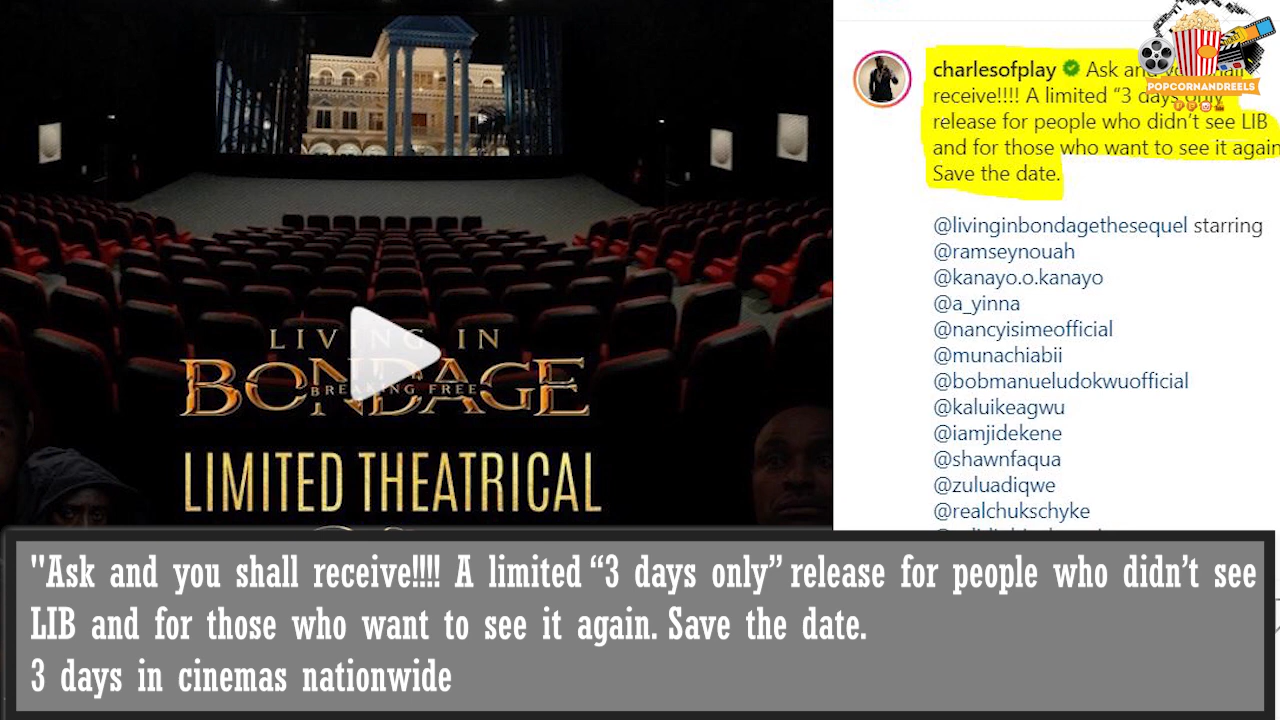 LIVING IN
BONDAGE
BREAKING FREE
LIMITED THEATRICAL
charlesofplay Ask and you shall
receive!!!! A limited “3 days only
release for people who didn’t see LIB
and for those who want to see it again
Save the date.
@livinginbondagethesequel starring
@ramseynouah
@kanayo.o.kanayo
@a_yinna
@nancyisimeofficial
@munachiabii
@bobmanueludokwuofficial
@kaluikeagwu
@iamjidekene
@shawnfaqua
@zuluadiqwe
@realchukschyke
POPCORNANDREELS
"Ask and you shall receive!!!! A limited “3 days only” release for people who didn’t see
LIB and for those who want to see it again. Save the date.
3 days in cinemas nationwide